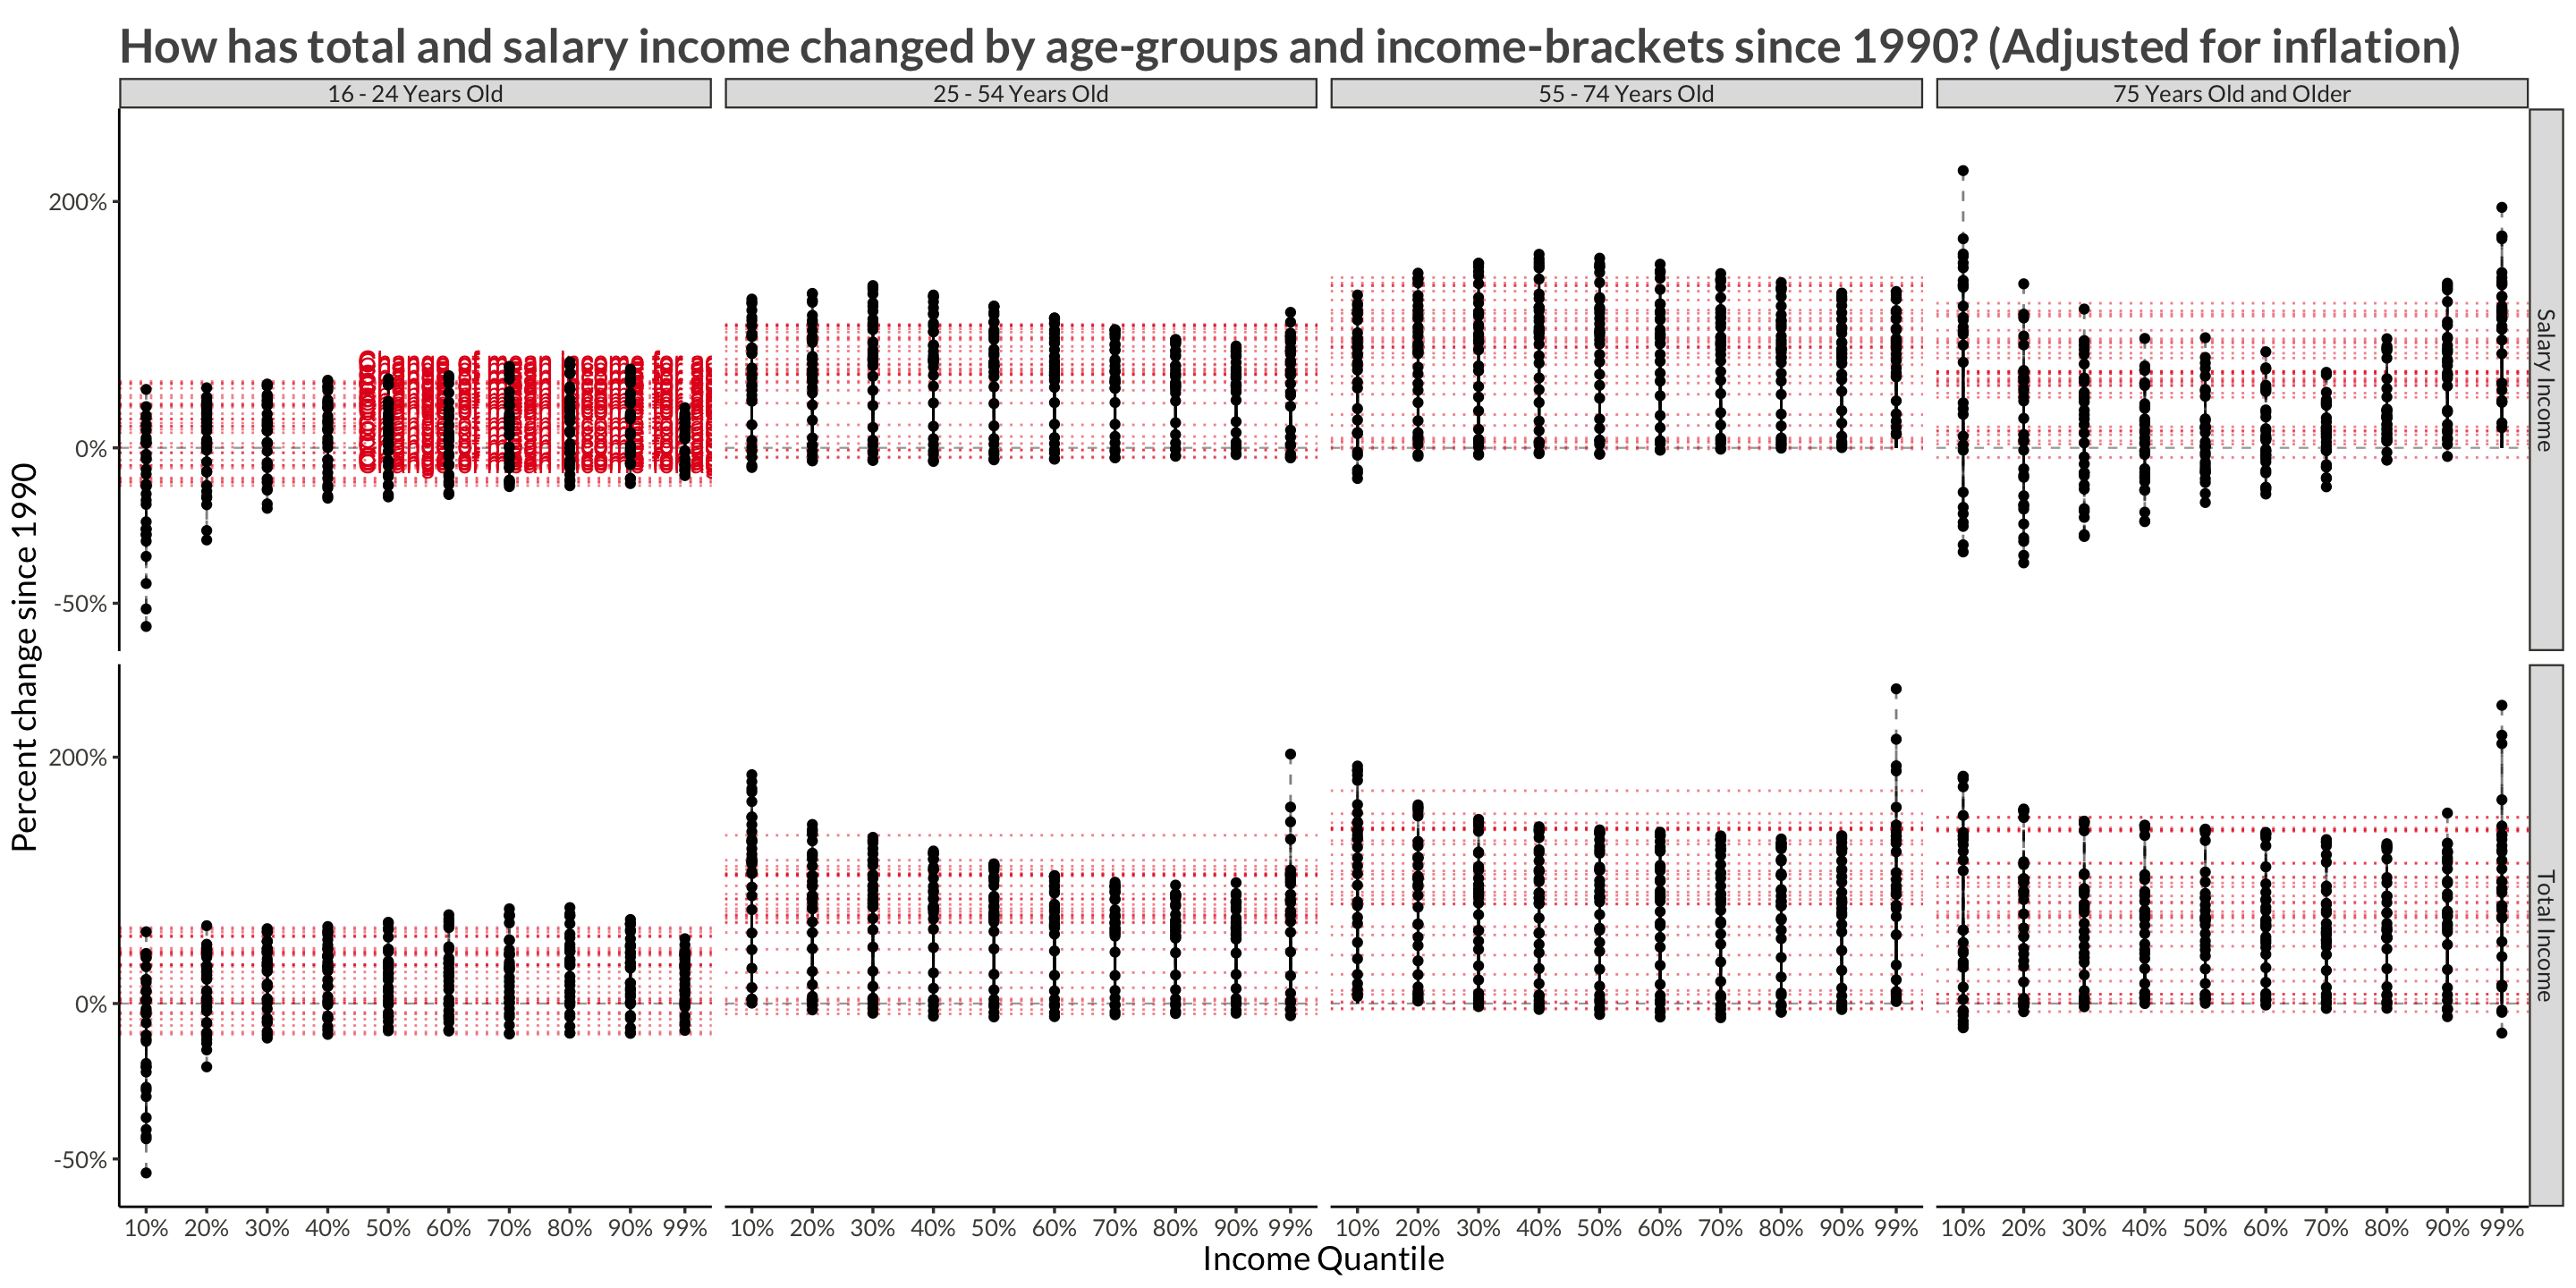 How has total and salary income changed by age-groups and income-brackets since 1990? (Adjusted for inflation)
16 - 24 Years Old 25 - 54 Years Old 55 - 74 Years Old 75 Years Old and Older
200%
0%
-50%
Salary Income
Percent change since 1990
200%
0%
-50%
Total Income
10% 20% 30% 40% 50% 60% 70% 80% 90% 99% 10% 20% 30% 40% 50% 60% 70% 80% 90% 99% 10% 20% 30% 40% 50% 60% 70% 80% 90% 99% 10% 20% 30% 40% 50% 60% 70% 80% 90% 99%
Income Quantile